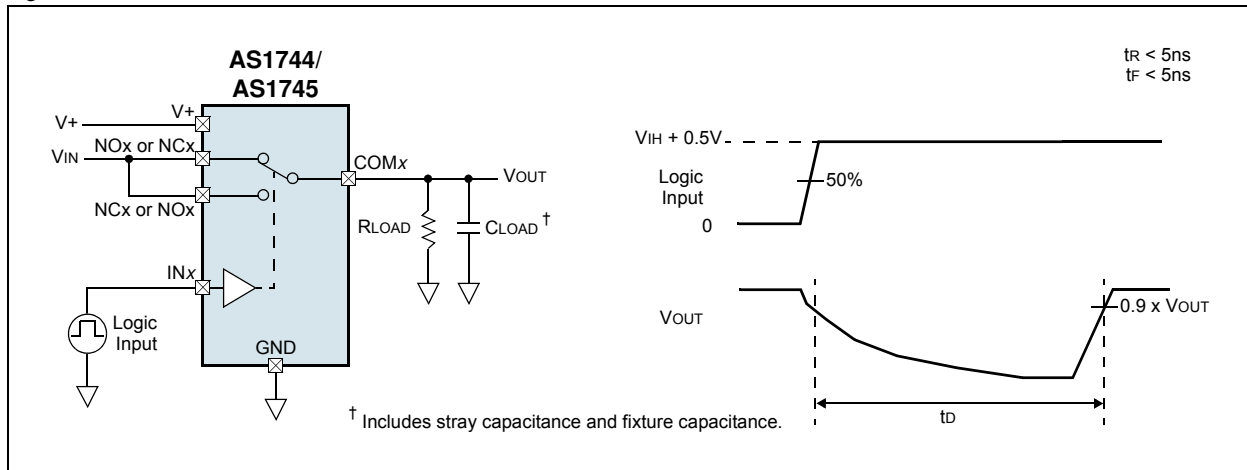 AS1744/
AS1745
V+
V+
NOx or NCx
VIN
COMx
VOUT
NCx or NOx
RLOAD
CLOAD †
INx
Logic
Input
GND
† Includes stray capacitance and fixture capacitance.
tR < 5ns
tF < 5ns
VIH + 0.5V
Logic
Input
50%
0
VOUT
0.9 x VOUT
tD